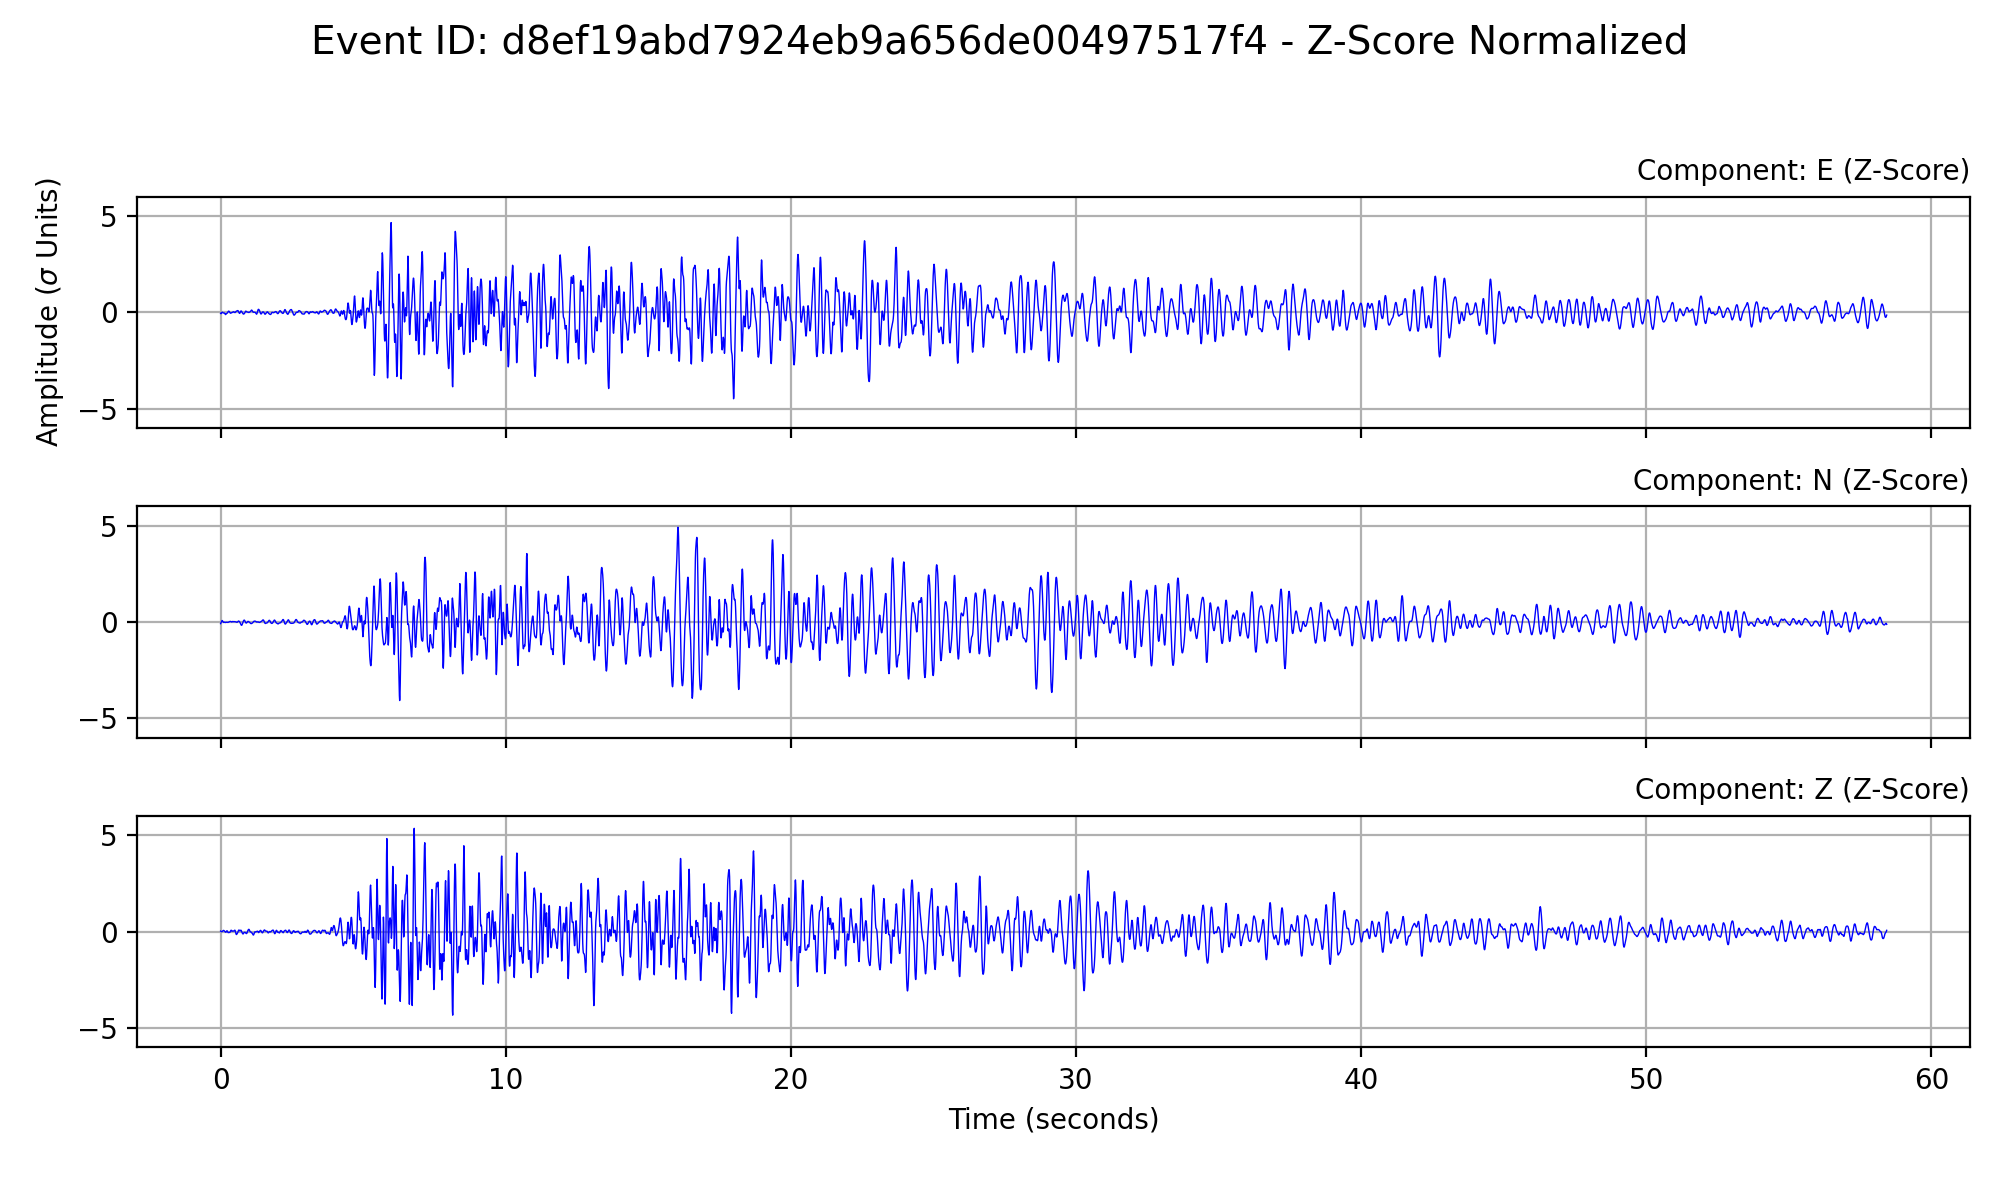 Event ID: d8ef19abd7924eb9a656de00497517f4 - Z-Score Normalized
Component: E (Z-Score)
Amplitude (σ Units)
5
0
−5
Component: N (Z-Score)
5
0
−5
Component: Z (Z-Score)
5
0
−5
0 10 20 30 40 50 60
Time (seconds)